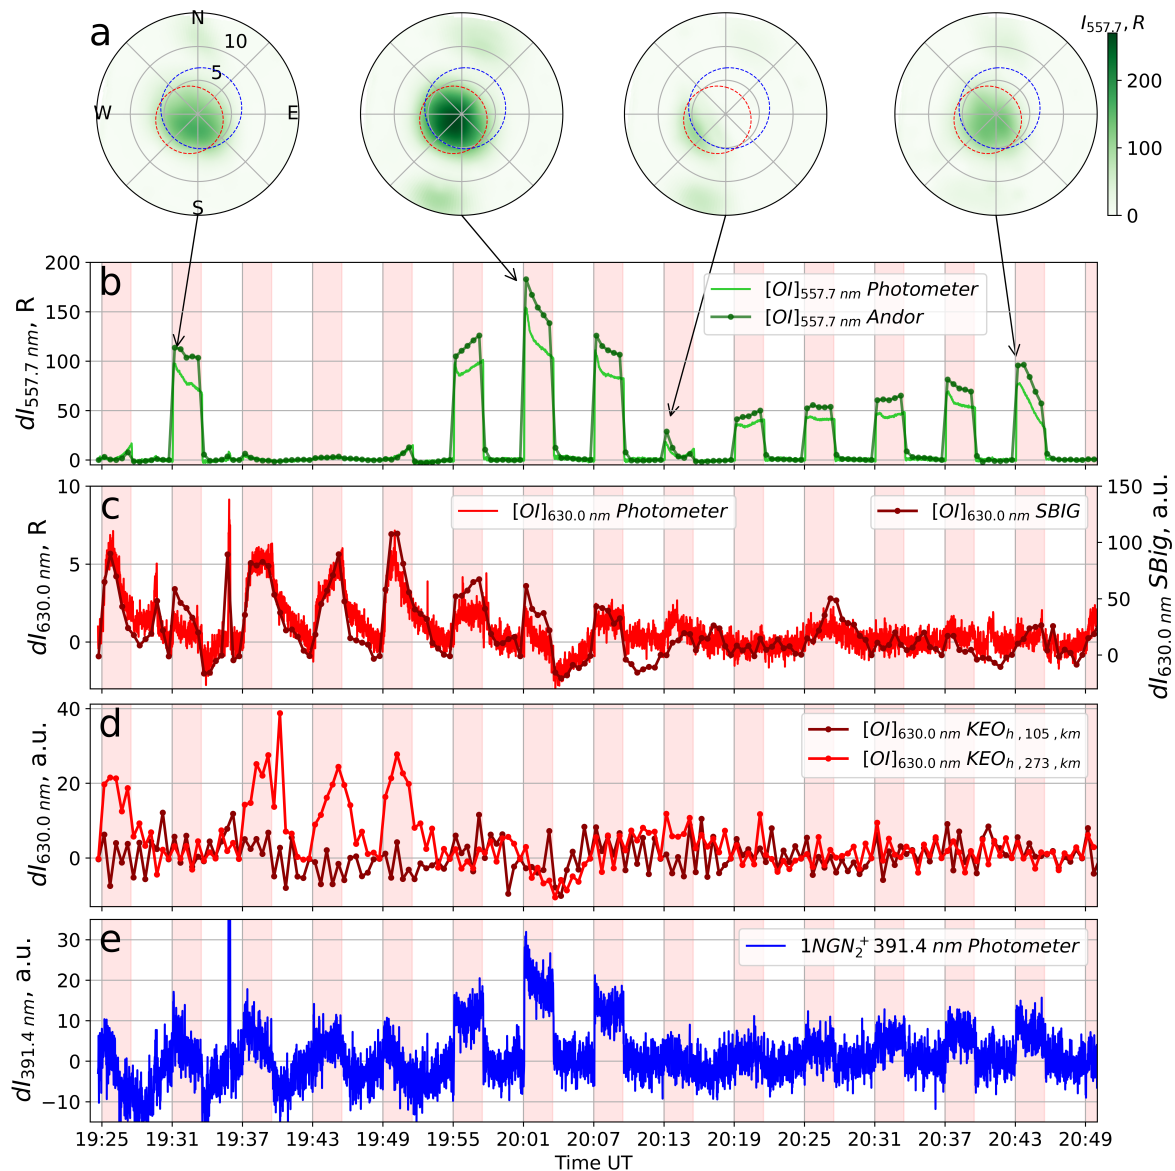 a
N
10
5
W
E
S
I557.7, R
200
100
0
b
dI557.7 nm, R
200
150
100
50
0
[OI]557.7 nm Photometer
[OI]557.7 nm Andor
c
dI630.0 nm, R
10
5
0
[OI]630.0 nm Photometer
[OI]630.0 nm SBIG
150
100
50
0
dI630.0 nm SBig, a.u.
d
dI630.0 nm, a.u.
40
20
0
[OI]630.0 nm KEOh, 105, km
[OI]630.0 nm KEOh, 273, km
e
dI391.4 nm, a.u.
30
20
10
0
−10
1NGN2+ 391.4 nm Photometer
19:25 19:31 19:37 19:43 19:49 19:55 20:01 20:07 20:13 20:19 20:25 20:31 20:37 20:43 20:49
Time UT